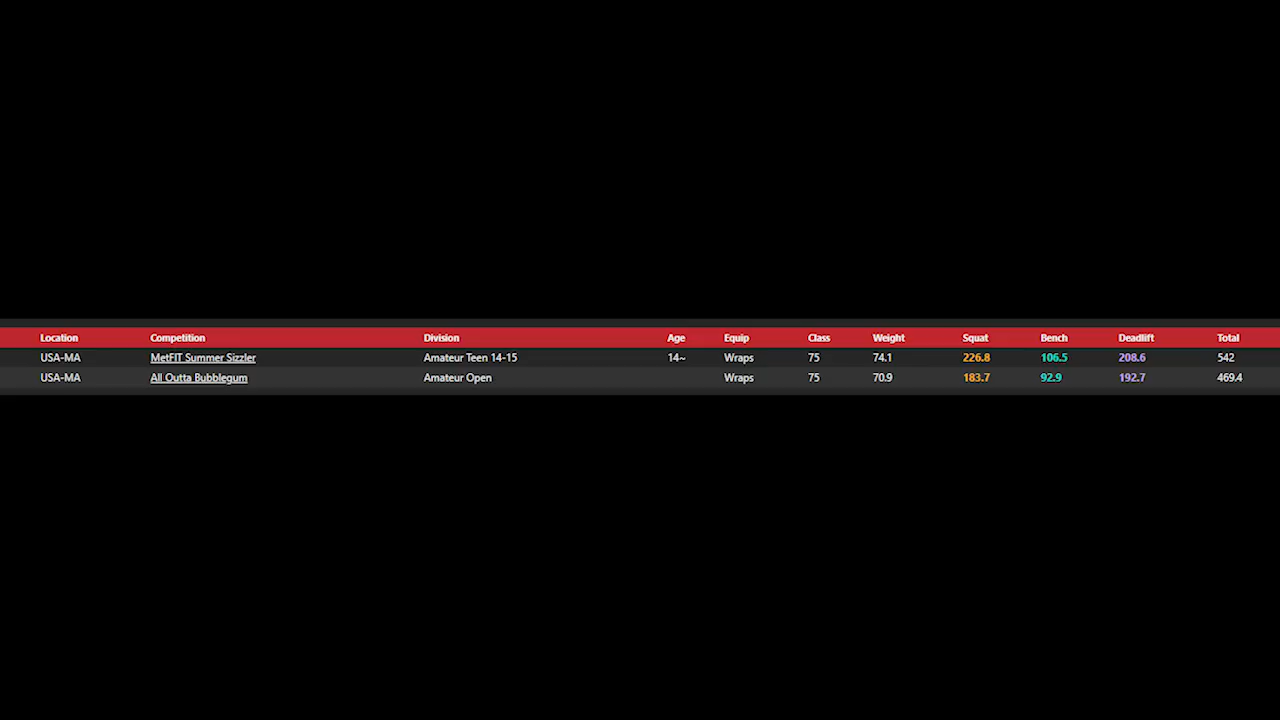 Location Competition Division Age Equip Class Weight Squat Bench Deadlift Total
USA-MA MetFIT Summer Sizzler Amateur Teen 14-15 14~ Wraps 75 74.1 226.8 106.5 208.6 542
USA-MA All Outta Bubblegum Amateur Open Wraps 75 70.9 183.7 92.9 192.7 469.4